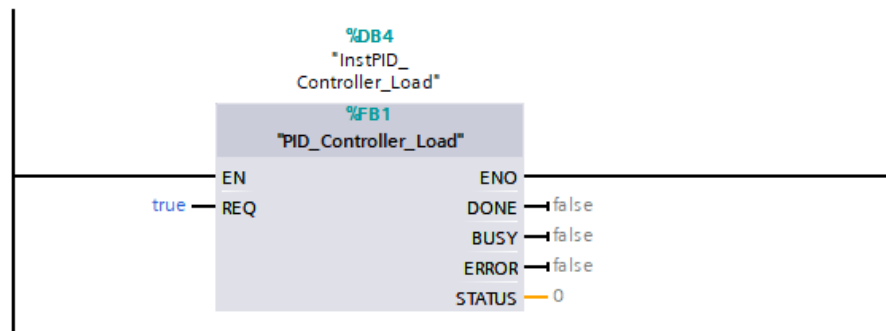 %DB4
"InstPID_
Controller_Load"
%FB1
"PID_Controller_Load"
EN ENO
true REQ DONE false
BUSY false
ERROR false
STATUS 0